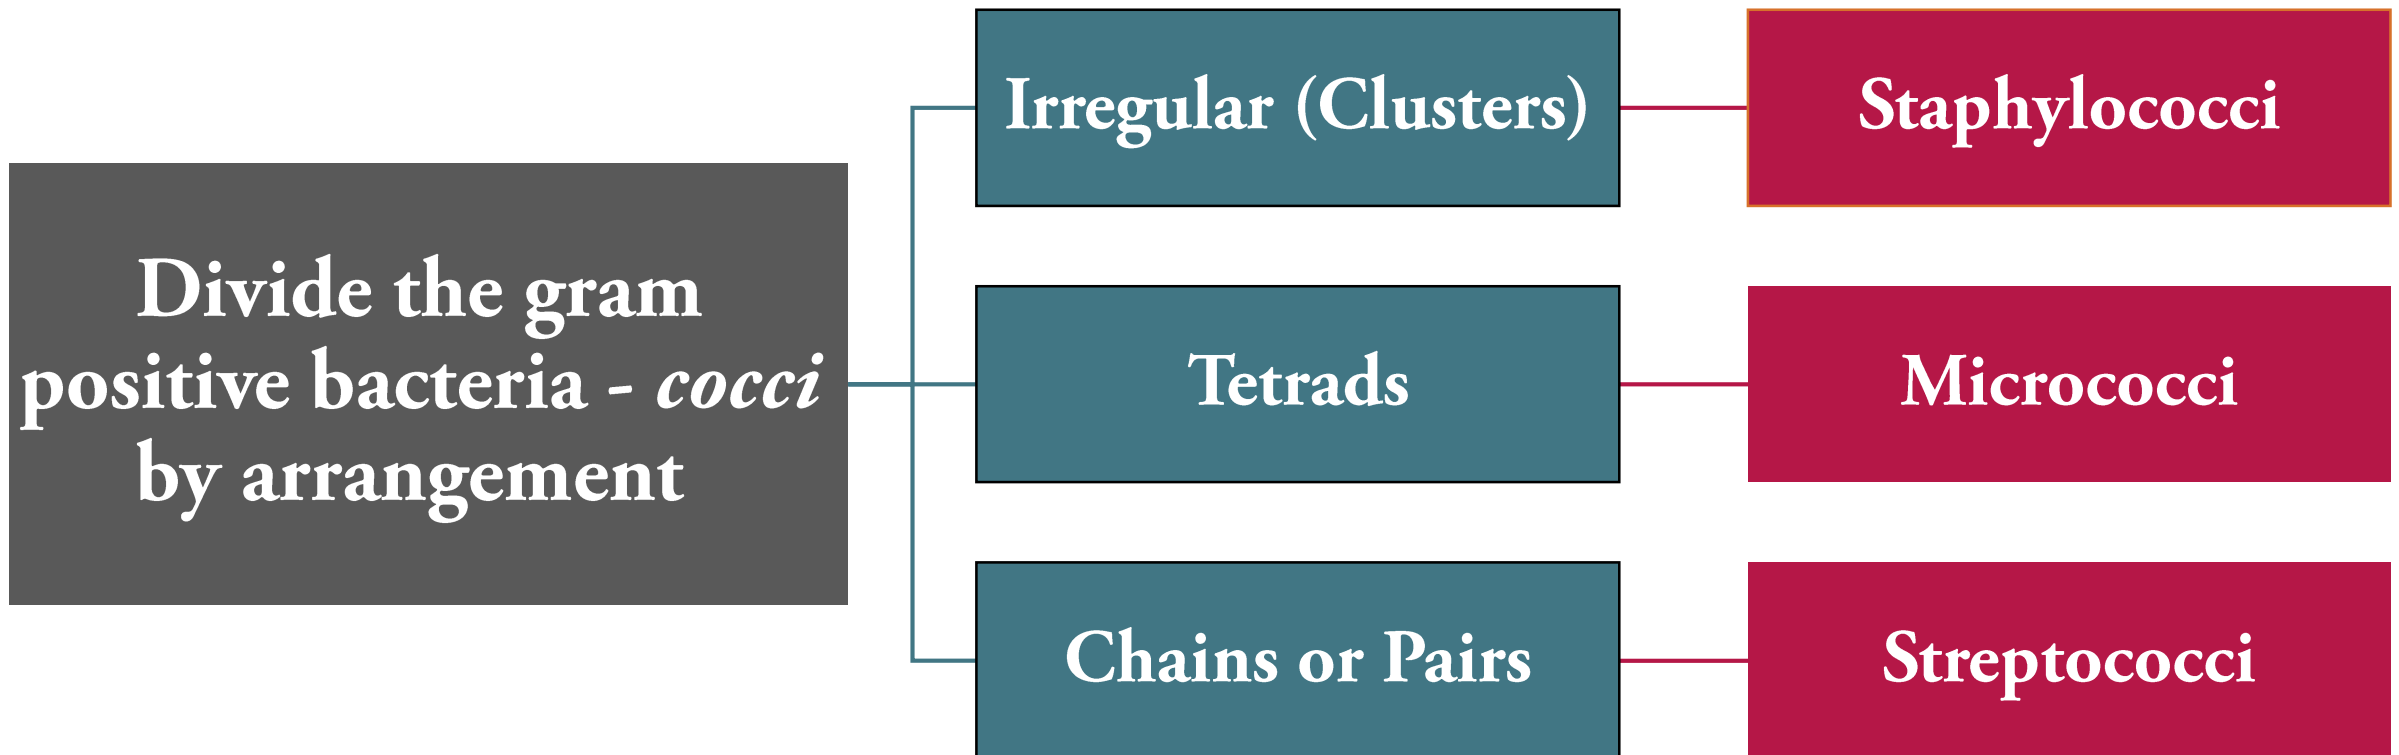 Divide the gram
positive bacteria - cocci
by arrangement
Irregular (Clusters)
Staphylococci
Tetrads
Micrococci
Chains or Pairs
Streptococci